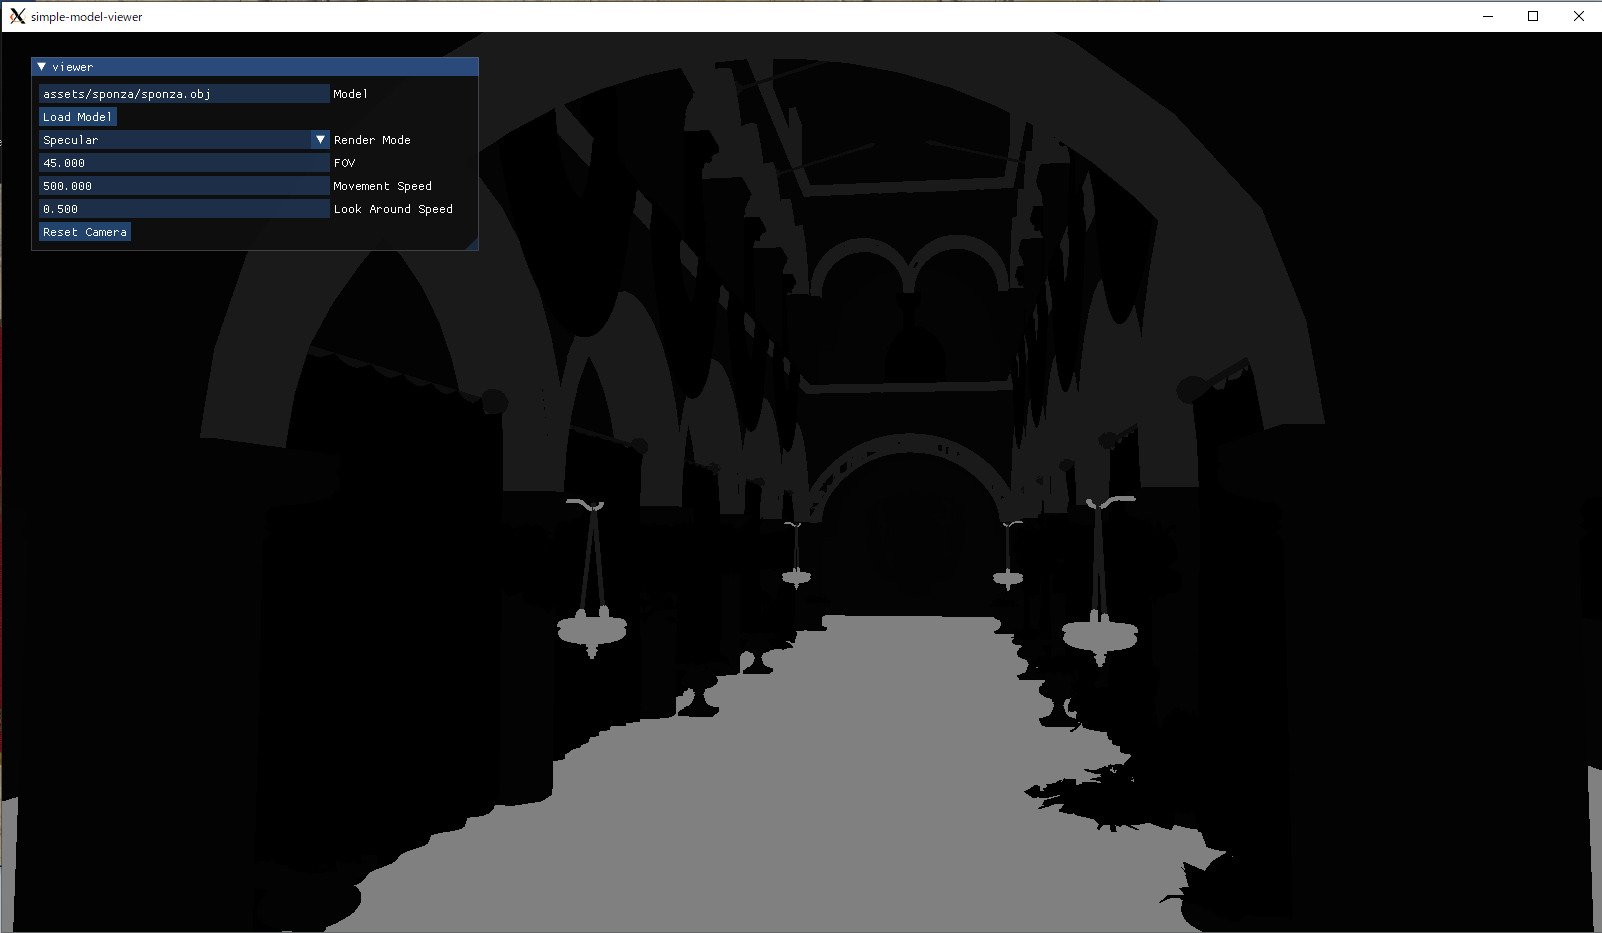 simple-model-viewer
viewer
assets/sponza/sponza.obj Model
Load Model
Specular Render Mode
45.000 FOV
500.000 Movement Speed
0.500 Look Around Speed
Reset Camera